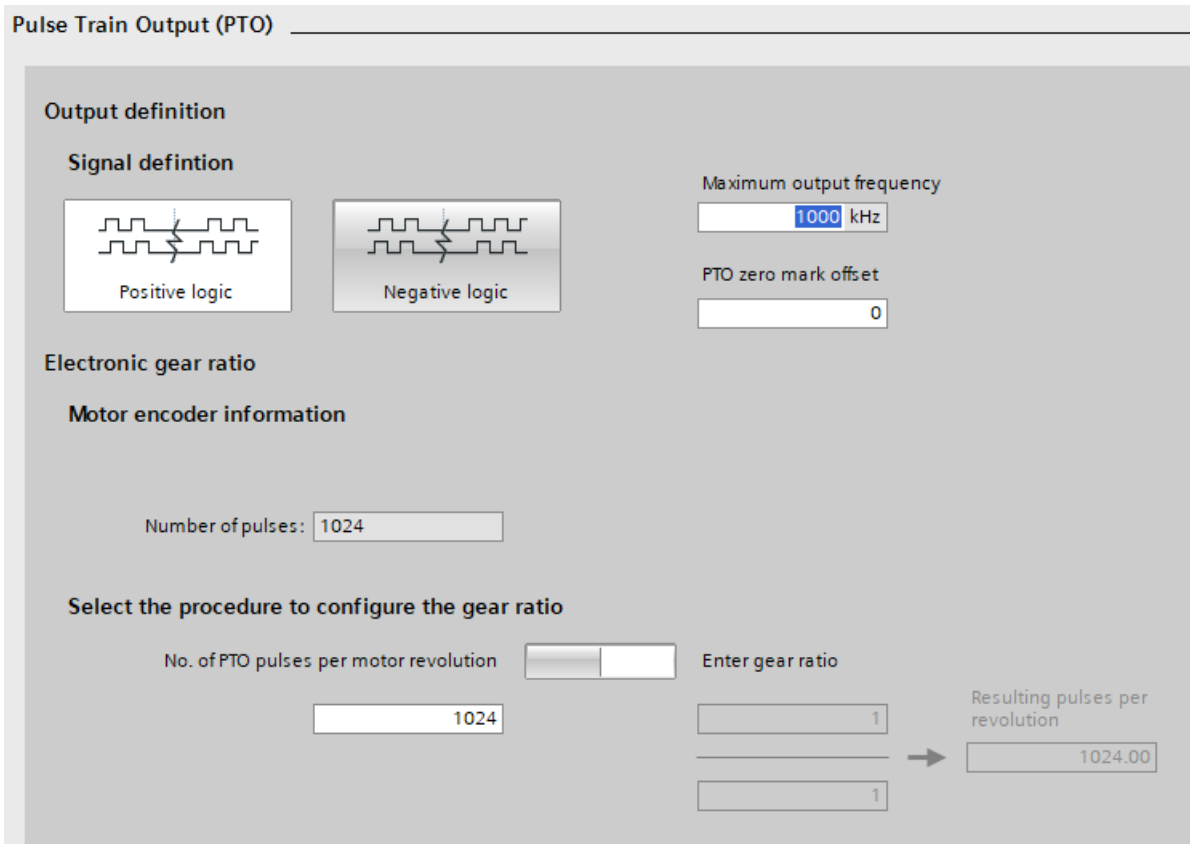 Pulse Train Output (PTO)
Output definition
Signal defintion
Positive logic
Negative logic
Maximum output frequency
1000 kHz
PTO zero mark offset
0
Electronic gear ratio
Motor encoder information
Number of pulses: 1024
Select the procedure to configure the gear ratio
No. of PTO pulses per motor revolution
1024
Enter gear ratio
1
1
Resulting pulses per
revolution
1024.00